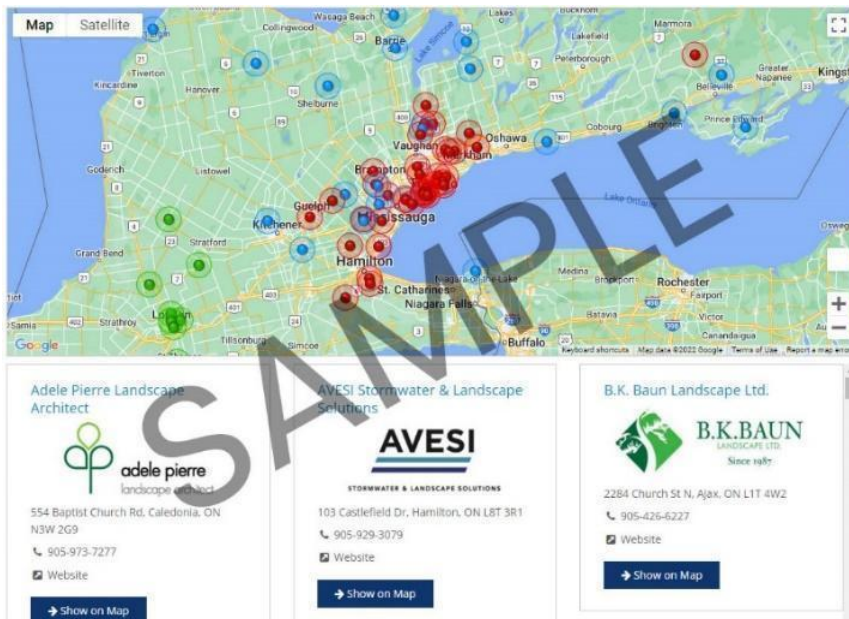 Map Satellite
Wasaga Beach
Collingwood
Barrie
Lake Simcoe
Lakes
Buckhorn
Lakefield
Peterborough
Marmora
Tiverton
Kincardine
Hanover
Shelburne
Greater
Napanee
Kingst
Belleville
Prince Edward
Brighton
Cobourg
Oshawa
Vaughan
Markham
Goderich
Listowel
Brampton
Guelph
Mississauga
Kitchener
Lake Ontario
Grand Bend
Stratford
Hamilton
Niagara-on-the-Lake
St. Catharines
Niagara Falls
Medina
Brockport
Rochester
Fairport
Victor
Batavia
Canandaigua
Oswego
Sarnia
Strathroy
London
Tillsonburg
Simcoe
Buffalo
Google
Keyboard shortcuts Map data ©2022 Google Terms of Use Report a map error
SAMPLE
Adele Pierre Landscape
Architect
adele pierre
landscape architect
554 Baptist Church Rd, Caledonia, ON
N3W 2G9
905-973-7277
Website
→ Show on Map
AVESI Stormwater & Landscape
Solutions
AVESI
STORMWATER & LANDSCAPE SOLUTIONS
103 Castlefield Dr, Hamilton, ON L8T 3R1
905-929-3079
Website
→ Show on Map
B.K. Baun Landscape Ltd.
B.K.BAUN
LANDSCAPE LTD.
Since 1987
2284 Church St N, Ajax, ON L1T 4W2
905-426-6227
Website
→ Show on Map